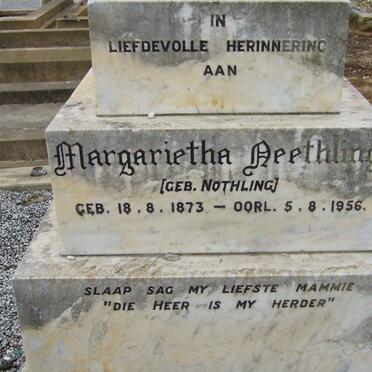 IN
LIEFDEVOLLE HERINNERING
AAN
Margarietha Neethling
[GEB. NOTHLING]
GEB. 18.8.1873 — OORL. 5.8.1956.
SLAAP SAG MY LIEFSTE MAMMIE
"DIE HEER IS MY HERDER"